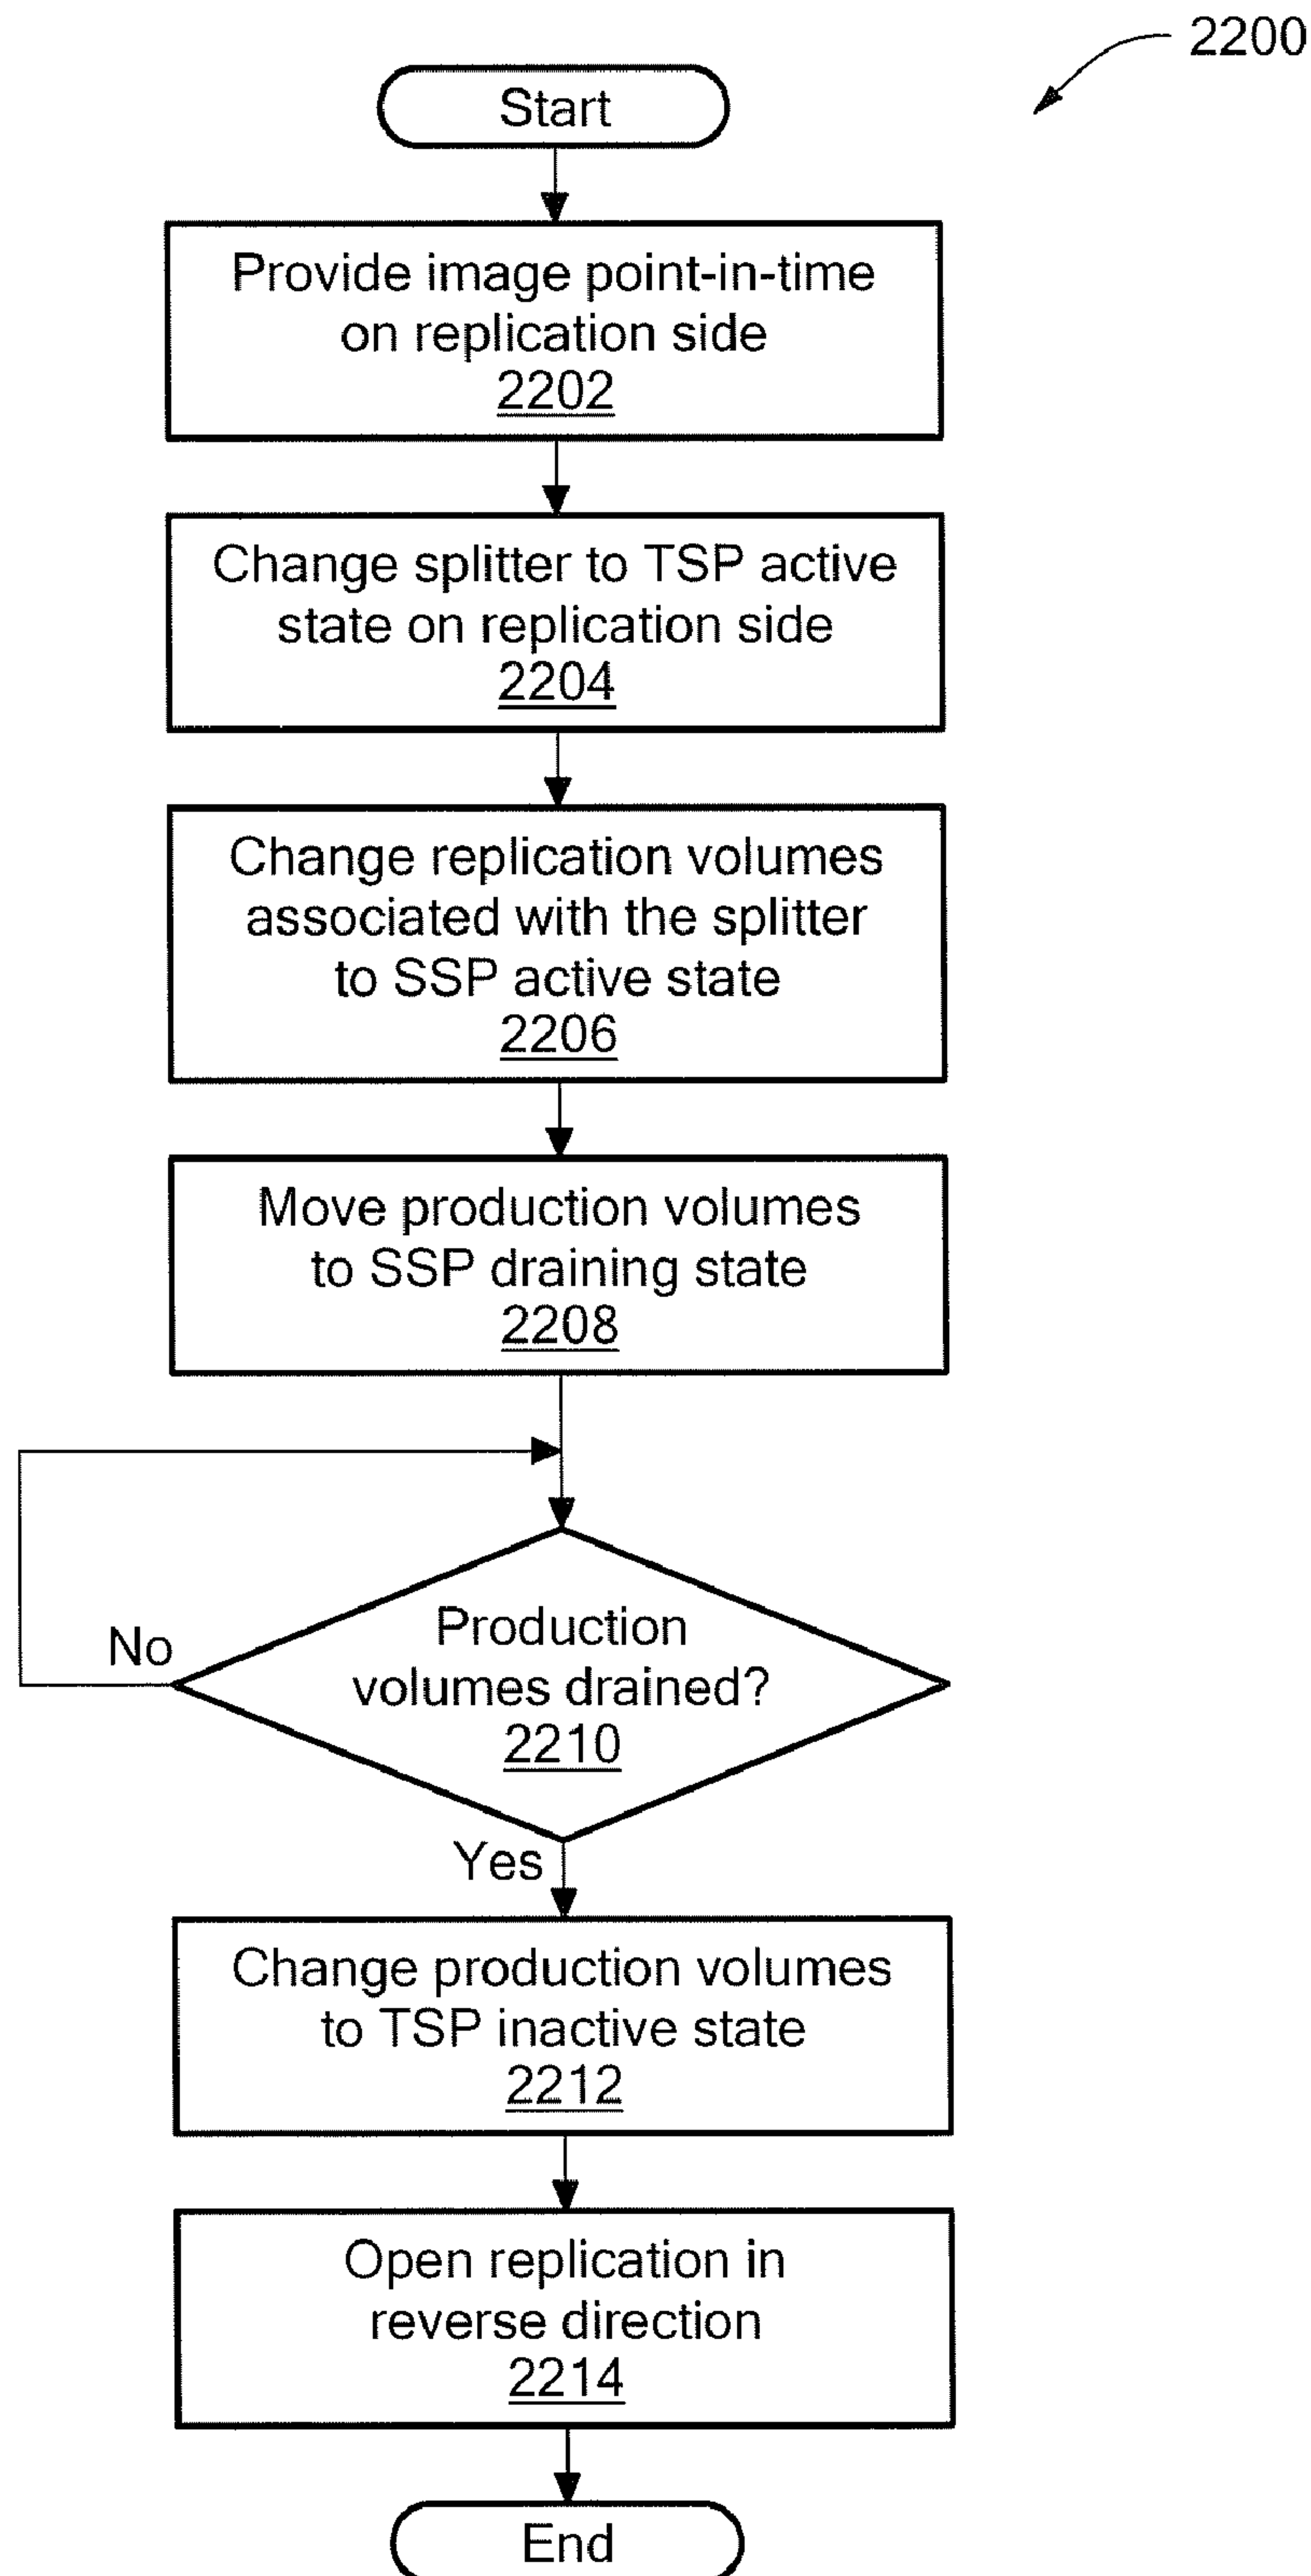 2200
Start
Provide image point-in-time
on replication side
2202
Change splitter to TSP active
state on replication side
2204
Change replication volumes
associated with the splitter
to SSP active state
2206
Move production volumes
to SSP draining state
2208
No
Production
volumes drained?
2210
Yes
Change production volumes
to TSP inactive state
2212
Open replication in
reverse direction
2214
End